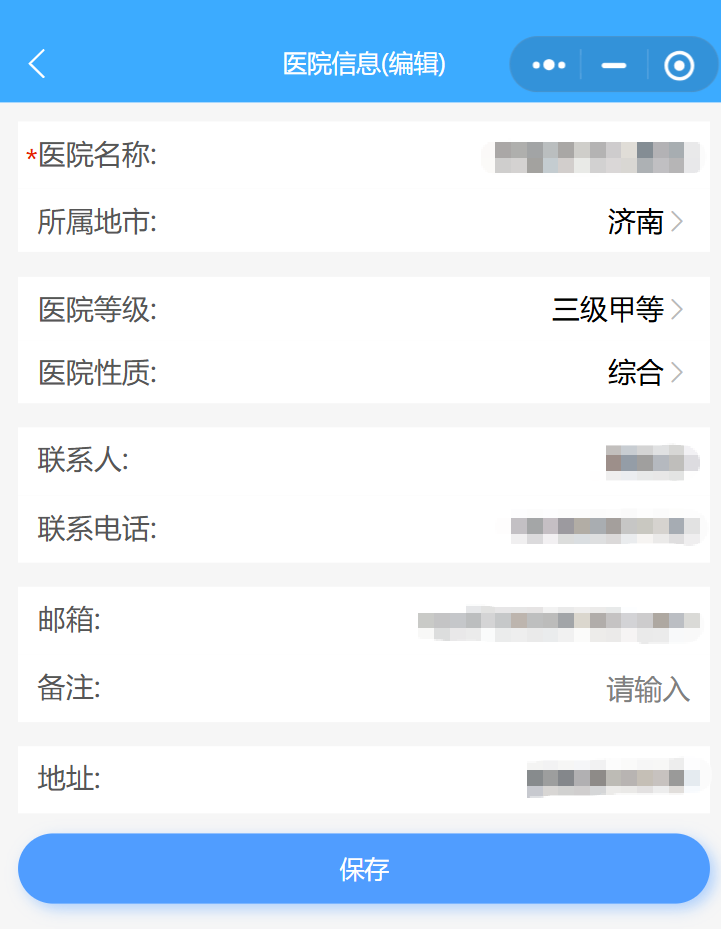 医院信息(编辑)
*医院名称:
所属地市: 济南
医院等级: 三级甲等
医院性质: 综合
联系人:
联系电话:
邮箱:
备注: 请输入
地址:
保存